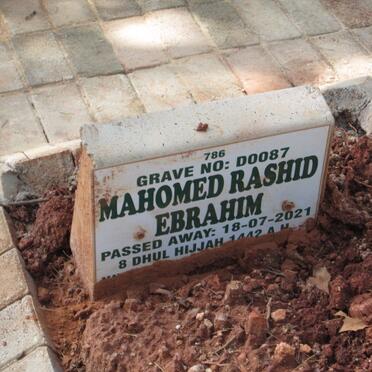 786
GRAVE NO: D0087
MAHOMED RASHID
EBRAHIM
PASSED AWAY: 18-07-2021
8 DHUL HIJJAH 1442 A.H